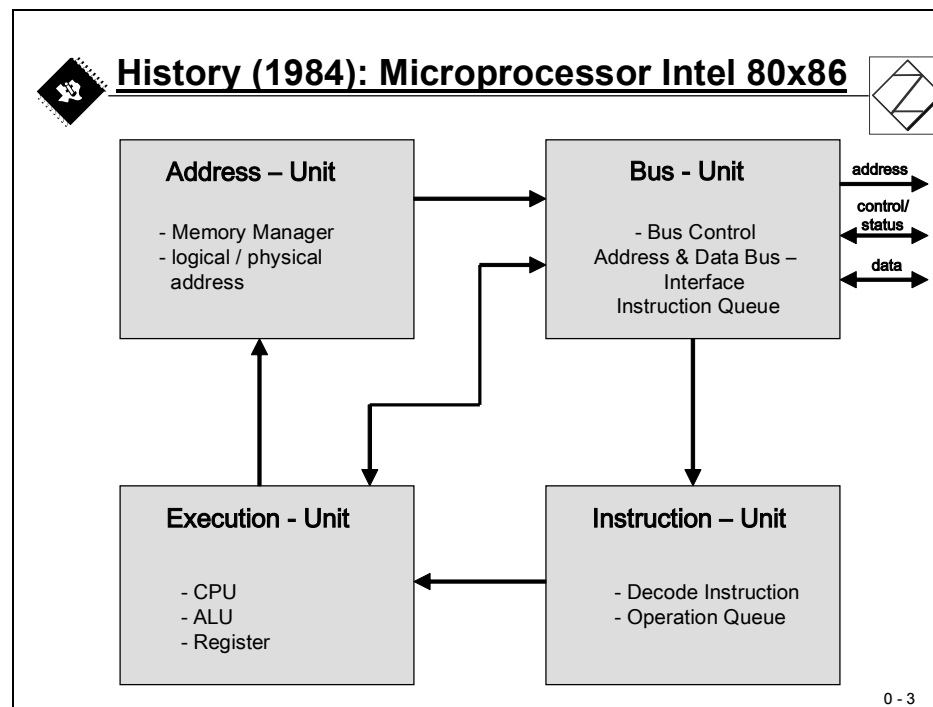 History (1984): Microprocessor Intel 80x86
Address – Unit
- Memory Manager
- logical / physical
address
Bus - Unit
- Bus Control
Address & Data Bus –
Interface
Instruction Queue
address
control/
status
data
Execution - Unit
- CPU
- ALU
- Register
Instruction – Unit
- Decode Instruction
- Operation Queue
0 - 3